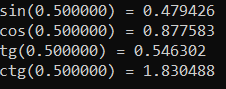 sin(0.500000) = 0.479426
cos(0.500000) = 0.877583
tg(0.500000) = 0.546302
ctg(0.500000) = 1.830488